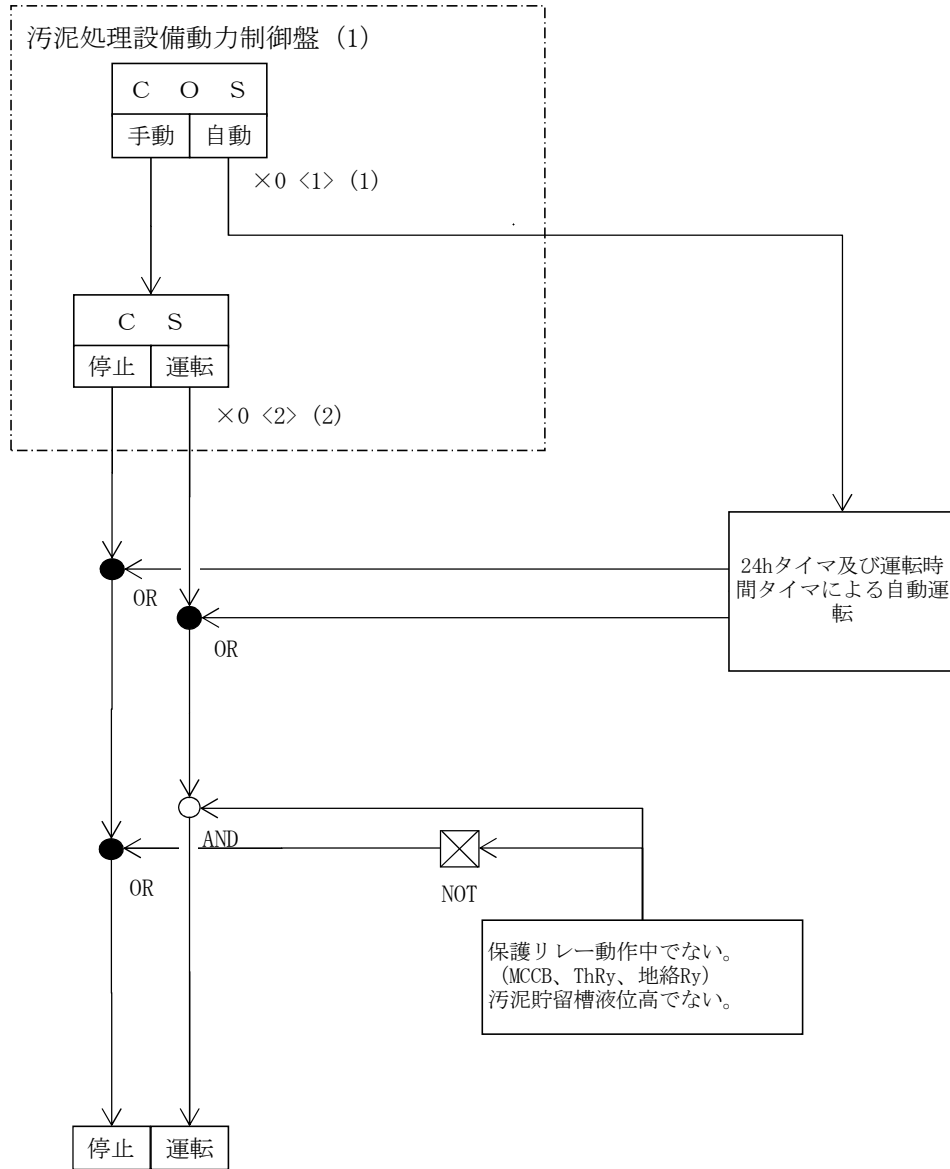 汚泥処理設備動力制御盤 (1)
C O S
手動 自動
×0 <1> (1)
C S
停止 運転
×0 <2> (2)
24hタイマ及び運転時
間タイマによる自動運
転
OR
OR
AND
OR
NOT
保護リレー動作中でない。
(MCCB、ThRy、地絡Ry)
汚泥貯留槽液位高でない。
停止 運転